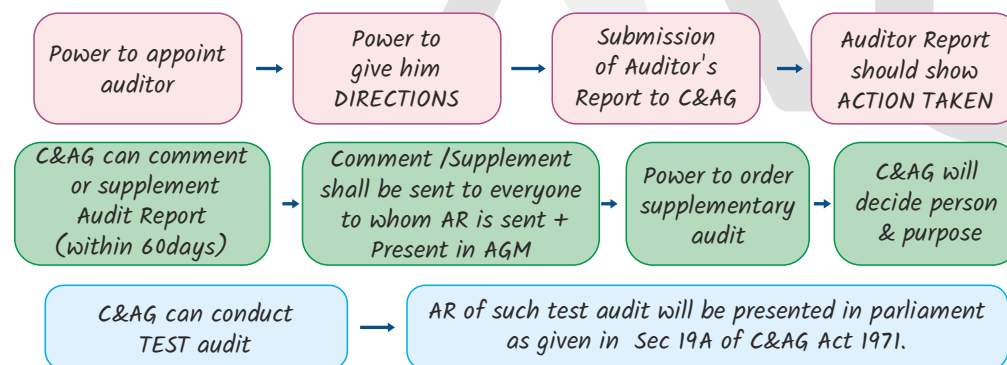 Power to appoint
auditor
Power to
give him
DIRECTIONS
Submission
of Auditor's
Report to C&AG
Auditor Report
should show
ACTION TAKEN
C&AG can comment
or supplement
Audit Report
(within 60days)
Comment /Supplement
shall be sent to everyone
to whom AR is sent +
Present in AGM
Power to order
supplementary
audit
C&AG will
decide person
& purpose
C&AG can conduct
TEST audit
AR of such test audit will be presented in parliament
as given in Sec 19A of C&AG Act 1971.